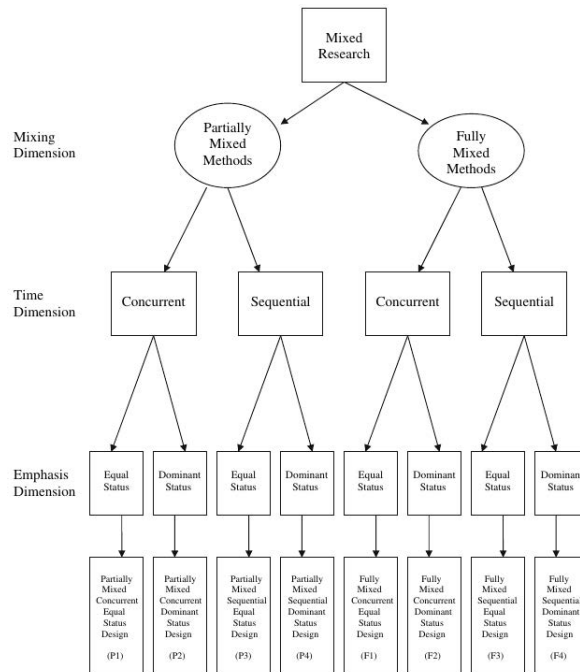 Mixed
Research
Mixing
Dimension
Partially
Mixed
Methods
Fully
Mixed
Methods
Time
Dimension
Concurrent
Sequential
Concurrent
Sequential
Emphasis
Dimension
Equal
Status
Dominant
Status
Equal
Status
Dominant
Status
Equal
Status
Dominant
Status
Equal
Status
Dominant
Status
Partially
Mixed
Concurrent
Equal
Status
Design
(P1)
Partially
Mixed
Concurrent
Dominant
Status
Design
(P2)
Partially
Mixed
Sequential
Equal
Status
Design
(P3)
Partially
Mixed
Sequential
Dominant
Status
Design
(P4)
Fully
Mixed
Concurrent
Equal
Status
Design
(F1)
Fully
Mixed
Concurrent
Dominant
Status
Design
(F2)
Fully
Mixed
Sequential
Equal
Status
Design
(F3)
Fully
Mixed
Sequential
Dominant
Status
Design
(F4)